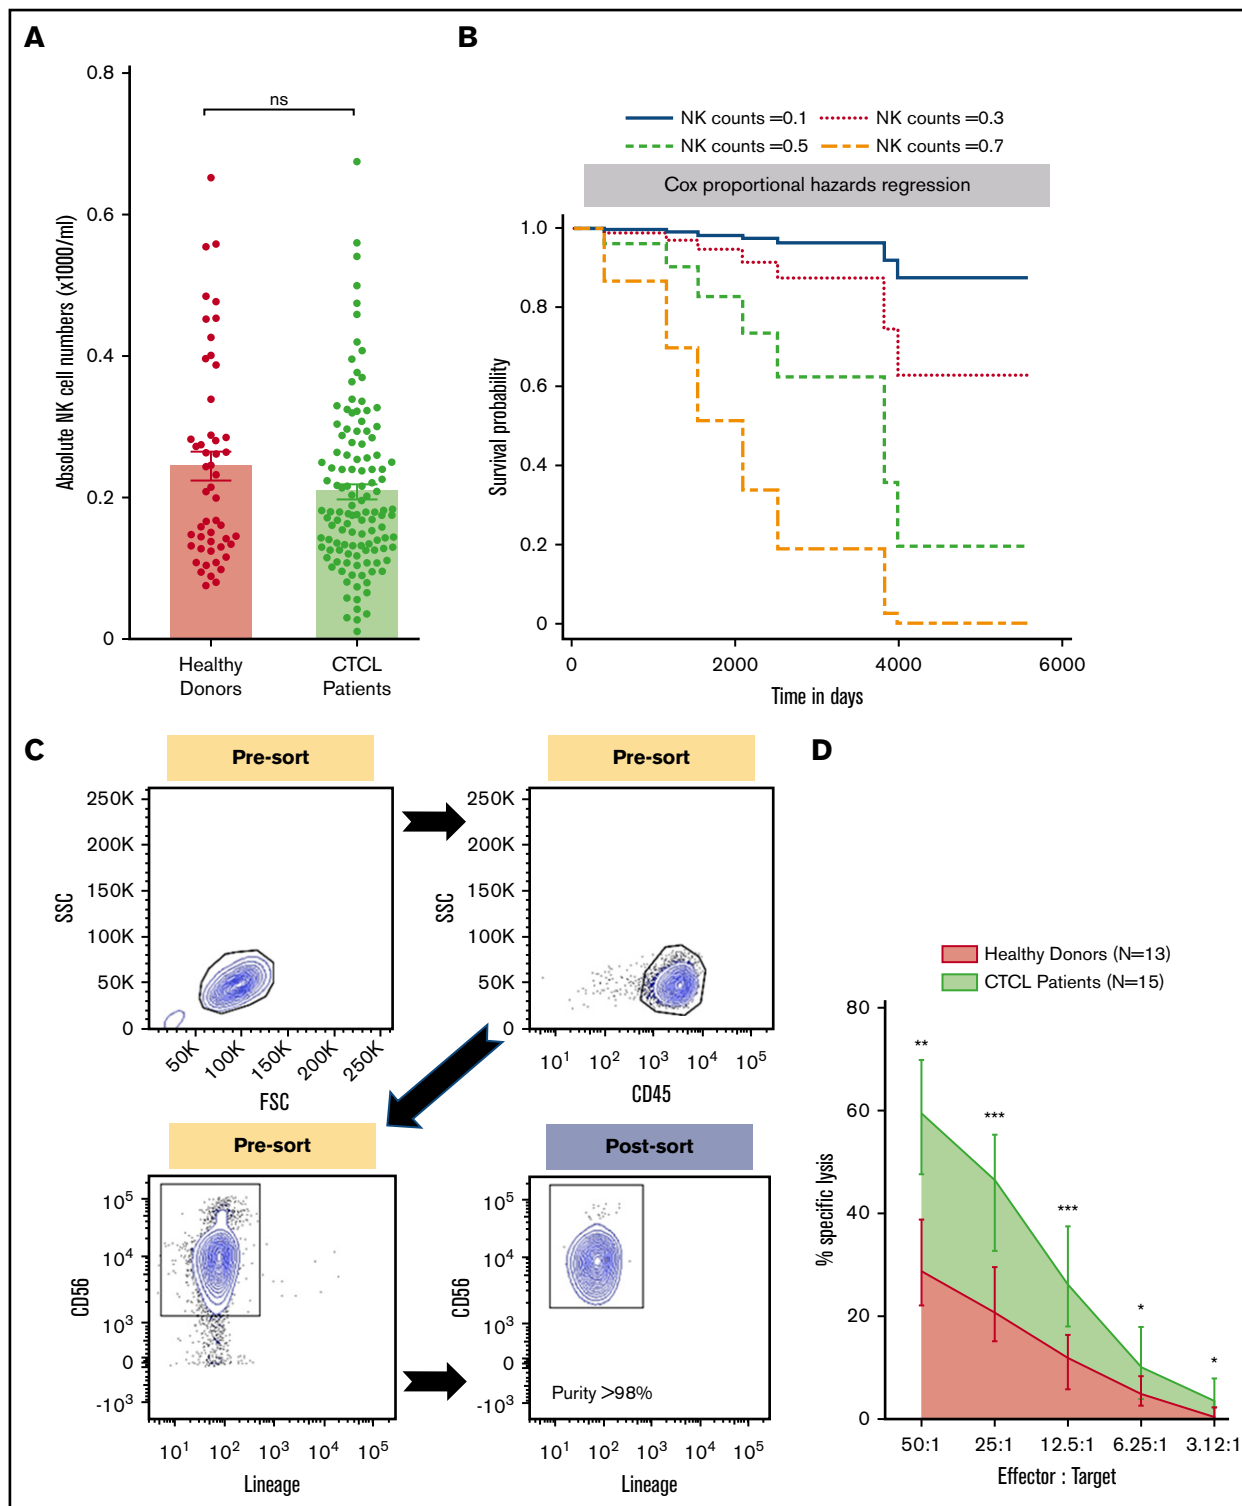 A
0.8
0.6
0.4
0.2
0
Absolute NK cell numbers (x1000/ml)
ns
Healthy
Donors
CTCL
Patients
B
NK counts =0.1
NK counts =0.3
NK counts =0.5
NK counts =0.7
Cox proportional hazards regression
1.0
0.8
0.6
0.4
0.2
0
Survival probability
0
2000
4000
6000
Time in days
C
Pre-sort
250K
200K
150K
100K
50K
0
SSC
50K
100K
150K
200K
250K
FSC
Pre-sort
250K
200K
150K
100K
50K
0
SSC
10¹
10²
10³
10⁴
10⁵
CD45
Pre-sort
10⁵
10⁴
10³
0
-10³
CD56
10¹
10²
10³
10⁴
10⁵
Lineage
Post-sort
10⁵
10⁴
10³
0
-10³
CD56
Purity >98%
10¹
10²
10³
10⁴
10⁵
Lineage
D
Healthy Donors (N=13)
CTCL Patients (N=15)
80
60
40
20
0
% specific lysis
**
***
***
*
*
50:1
25:1
12.5:1
6.25:1
3.12:1
Effector : Target